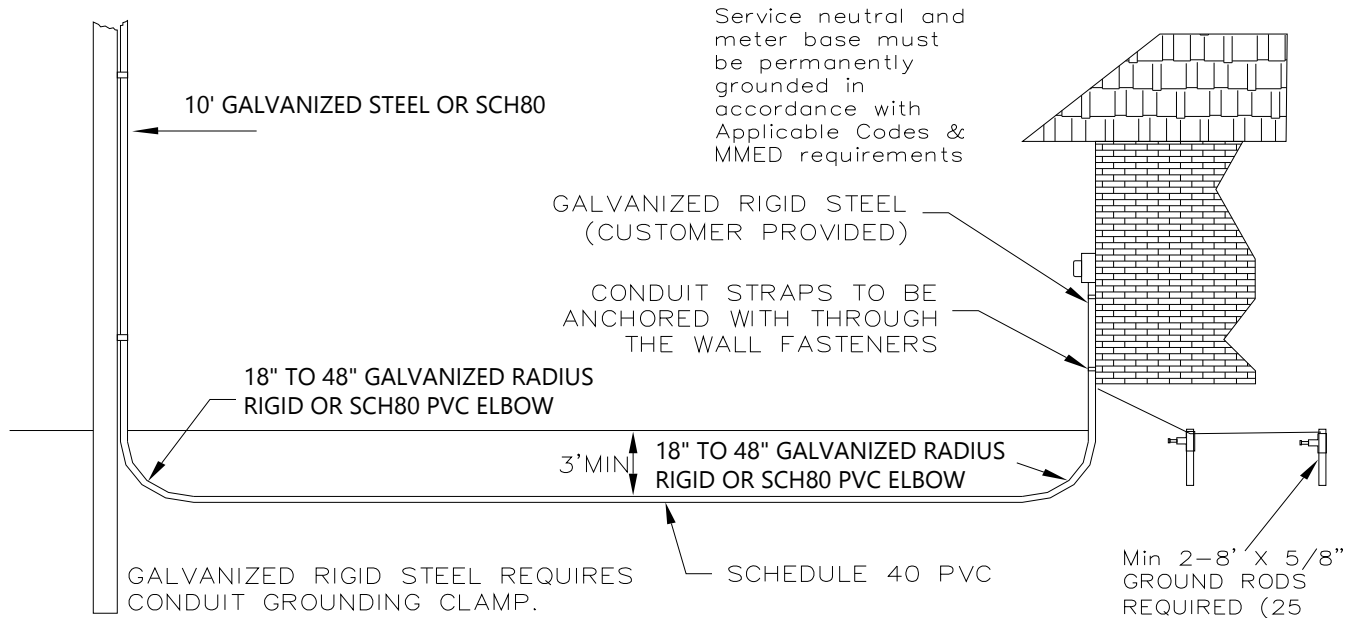 Service neutral and
meter base must
be permanently
grounded in
accordance with
Applicable Codes &
MMED requirements
10' GALVANIZED STEEL OR SCH80
GALVANIZED RIGID STEEL
(CUSTOMER PROVIDED)
CONDUIT STRAPS TO BE
ANCHORED WITH THROUGH
THE WALL FASTENERS
18" TO 48" GALVANIZED RADIUS
RIGID OR SCH80 PVC ELBOW
3'MIN
18" TO 48" GALVANIZED RADIUS
RIGID OR SCH80 PVC ELBOW
GALVANIZED RIGID STEEL REQUIRES
CONDUIT GROUNDING CLAMP.
SCHEDULE 40 PVC
Min 2-8' X 5/8"
GROUND RODS
REQUIRED (25